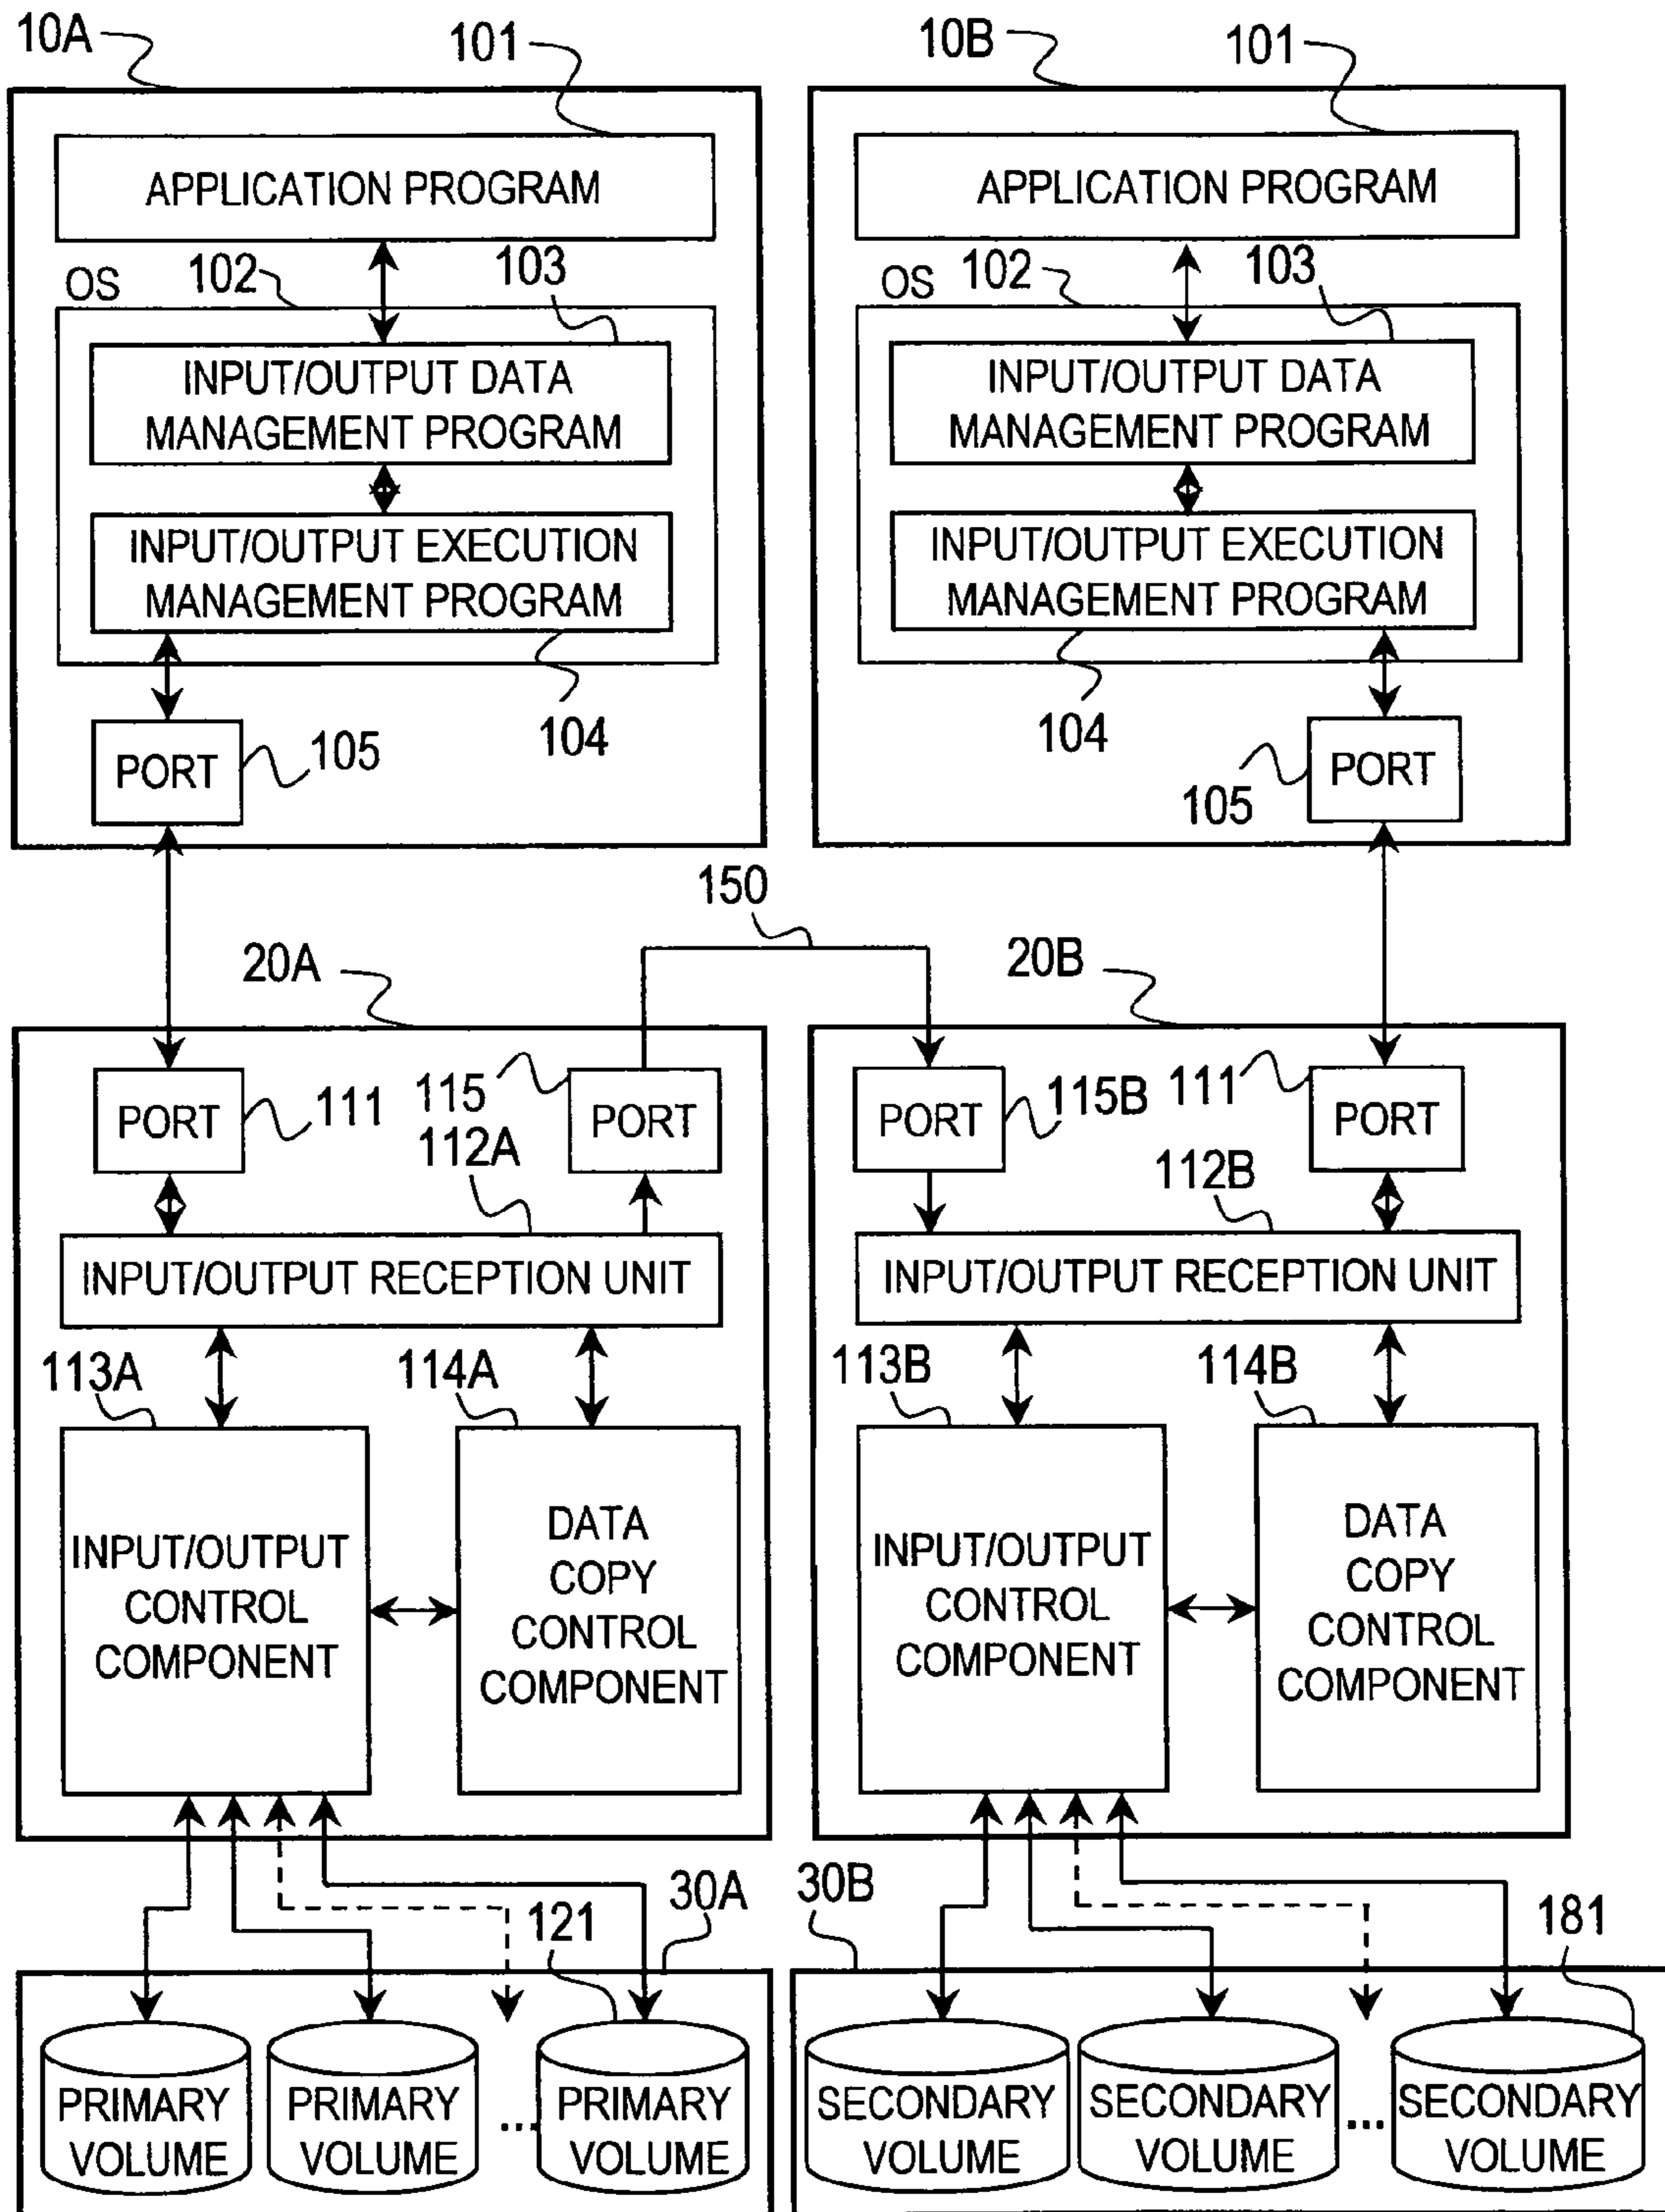 10A
101
10B
101
APPLICATION PROGRAM
APPLICATION PROGRAM
OS
102
103
OS
102
103
INPUT/OUTPUT DATA
MANAGEMENT PROGRAM
INPUT/OUTPUT DATA
MANAGEMENT PROGRAM
INPUT/OUTPUT EXECUTION
MANAGEMENT PROGRAM
INPUT/OUTPUT EXECUTION
MANAGEMENT PROGRAM
PORT
105
104
104
105
PORT
150
20A
20B
PORT
111
115
PORT
112A
PORT
115B
111
PORT
112B
INPUT/OUTPUT RECEPTION UNIT
INPUT/OUTPUT RECEPTION UNIT
113A
114A
113B
114B
INPUT/OUTPUT
CONTROL
COMPONENT
DATA
COPY
CONTROL
COMPONENT
INPUT/OUTPUT
CONTROL
COMPONENT
DATA
COPY
CONTROL
COMPONENT
30A
30B
121
181
PRIMARY
VOLUME
PRIMARY
VOLUME
...
PRIMARY
VOLUME
SECONDARY
VOLUME
SECONDARY
VOLUME
...
SECONDARY
VOLUME